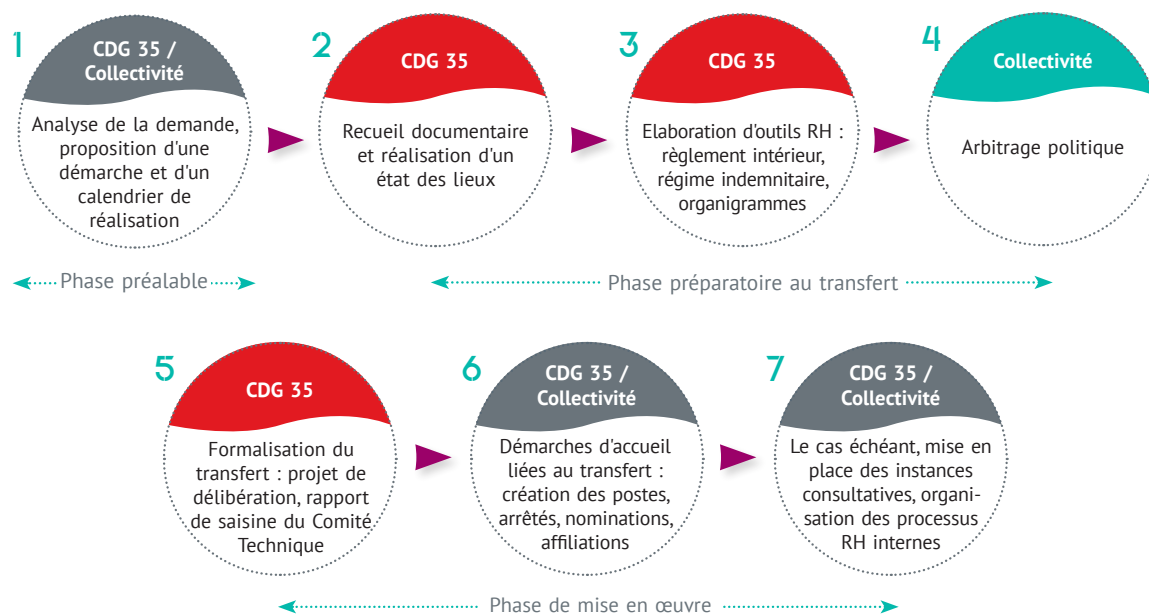 1
CDG 35 /
Collectivité
Analyse de la demande,
proposition d'une
démarche et d'un
calendrier de
réalisation
2
CDG 35
Recueil documentaire
et réalisation d'un
état des lieux
3
CDG 35
Elaboration d'outils RH :
règlement intérieur,
régime indemnitaire,
organigrammes
4
Collectivité
Arbitrage politique
Phase préalable
Phase préparatoire au transfert
5
CDG 35
Formalisation du
transfert : projet de
délibération, rapport
de saisine du Comité
Technique
6
CDG 35 /
Collectivité
Démarches d'accueil
liées au transfert :
création des postes,
arrêtés, nominations,
affiliations
7
CDG 35 /
Collectivité
Le cas échéant, mise en
place des instances
consultatives, organi-
sation des processus
RH internes
Phase de mise en œuvre